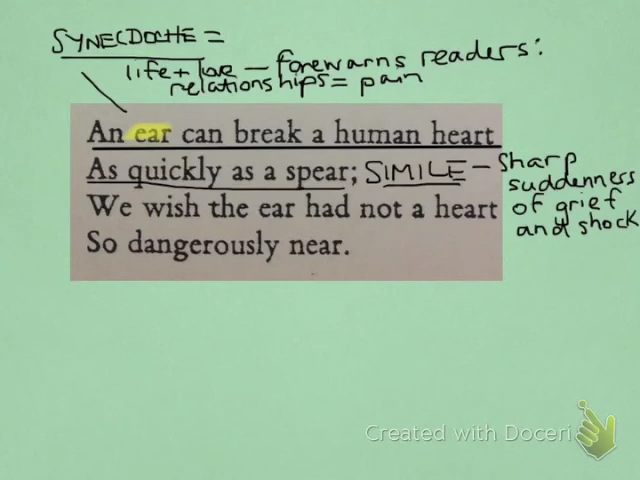 SYNECDOCHE =
life + love – forewarns readers:
relationships = pain
An ear can break a human heart
As quickly as a spear; SIMILE – sharp
suddenness
We wish the ear had not a heart of grief
and shock
So dangerously near.
Created with Doceri